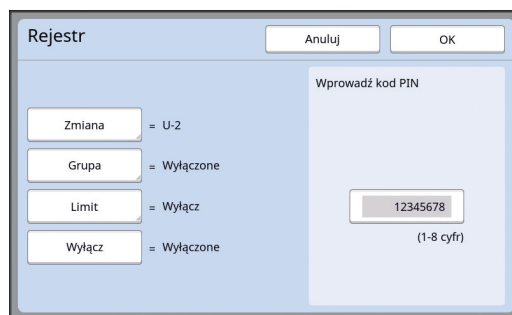 Rejestr
Anuluj
OK
Wprowadź kod PIN
Zmiana = U-2
Grupa = Wyłączone
Limit = Wyłącz
Wyłącz = Wyłączone
12345678
(1-8 cyfr)